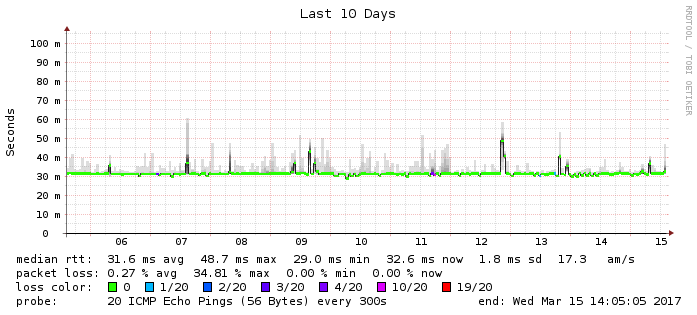 Last 10 Days
RRDTOOL / TOBI OETIKER
Seconds
100 m
90 m
80 m
70 m
60 m
50 m
40 m
30 m
20 m
10 m
0
06 07 08 09 10 11 12 13 14 15
median rtt: 31.6 ms avg 48.7 ms max 29.0 ms min 32.6 ms now 1.8 ms sd 17.3 am/s
packet loss: 0.27 % avg 34.81 % max 0.00 % min 0.00 % now
loss color: 0 1/20 2/20 3/20 4/20 10/20 19/20
probe: 20 ICMP Echo Pings (56 Bytes) every 300s end: Wed Mar 15 14:05:05 2017